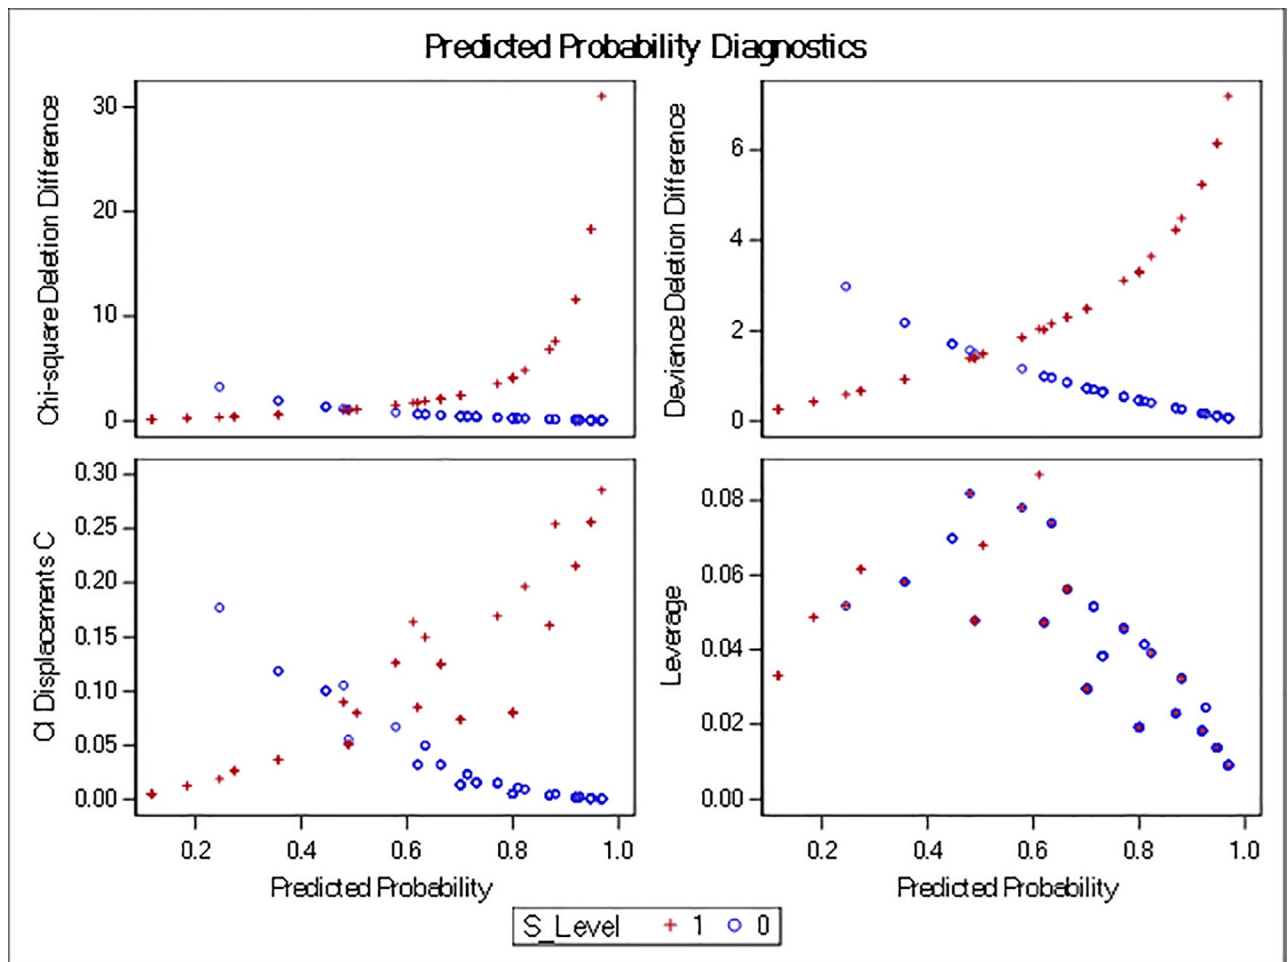 Predicted Probability Diagnostics
Chi-square Deletion Difference
30
20
10
0
Deviance Deletion Difference
6
4
2
0
CI Displacements C
0.30
0.25
0.20
0.15
0.10
0.05
0.00
0.2 0.4 0.6 0.8 1.0
Predicted Probability
Leverage
0.08
0.06
0.04
0.02
0.00
0.2 0.4 0.6 0.8 1.0
Predicted Probability
S_Level 1 0